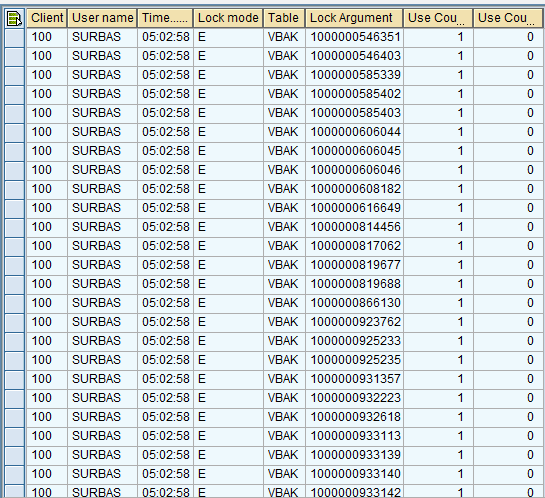 Client User name Time...... Lock mode Table Lock Argument Use Cou... Use Cou...
100 SURBAS 05:02:58 E VBAK 1000000546351 1 0
100 SURBAS 05:02:58 E VBAK 1000000546403 1 0
100 SURBAS 05:02:58 E VBAK 1000000585339 1 0
100 SURBAS 05:02:58 E VBAK 1000000585402 1 0
100 SURBAS 05:02:58 E VBAK 1000000585403 1 0
100 SURBAS 05:02:58 E VBAK 1000000606044 1 0
100 SURBAS 05:02:58 E VBAK 1000000606045 1 0
100 SURBAS 05:02:58 E VBAK 1000000606046 1 0
100 SURBAS 05:02:58 E VBAK 1000000608182 1 0
100 SURBAS 05:02:58 E VBAK 1000000616649 1 0
100 SURBAS 05:02:58 E VBAK 1000000814456 1 0
100 SURBAS 05:02:58 E VBAK 1000000817062 1 0
100 SURBAS 05:02:58 E VBAK 1000000819677 1 0
100 SURBAS 05:02:58 E VBAK 1000000819688 1 0
100 SURBAS 05:02:58 E VBAK 1000000866130 1 0
100 SURBAS 05:02:58 E VBAK 1000000923762 1 0
100 SURBAS 05:02:58 E VBAK 1000000925233 1 0
100 SURBAS 05:02:58 E VBAK 1000000925235 1 0
100 SURBAS 05:02:58 E VBAK 1000000931357 1 0
100 SURBAS 05:02:58 E VBAK 1000000932223 1 0
100 SURBAS 05:02:58 E VBAK 1000000932618 1 0
100 SURBAS 05:02:58 E VBAK 1000000933113 1 0
100 SURBAS 05:02:58 E VBAK 1000000933139 1 0
100 SURBAS 05:02:58 E VBAK 1000000933140 1 0
100 SURBAS 05:02:58 E VBAK 1000000933142 1 0